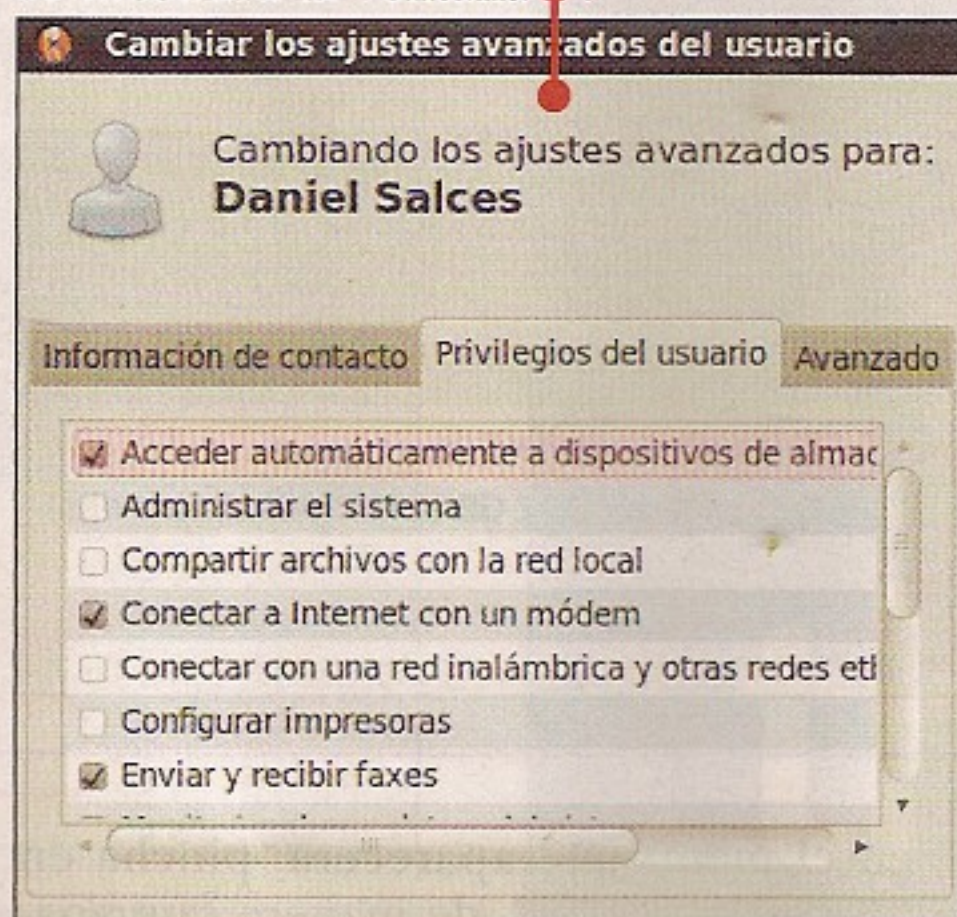 Cambiar los ajustes avanzados del usuario
Cambiando los ajustes avanzados para:
Daniel Salces
Información de contacto
Privilegios del usuario
Avanzado
Acceder automáticamente a dispositivos de almac
Administrar el sistema
Compartir archivos con la red local
Conectar a Internet con un módem
Conectar con una red inalámbrica y otras redes eth
Configurar impresoras
Enviar y recibir faxes